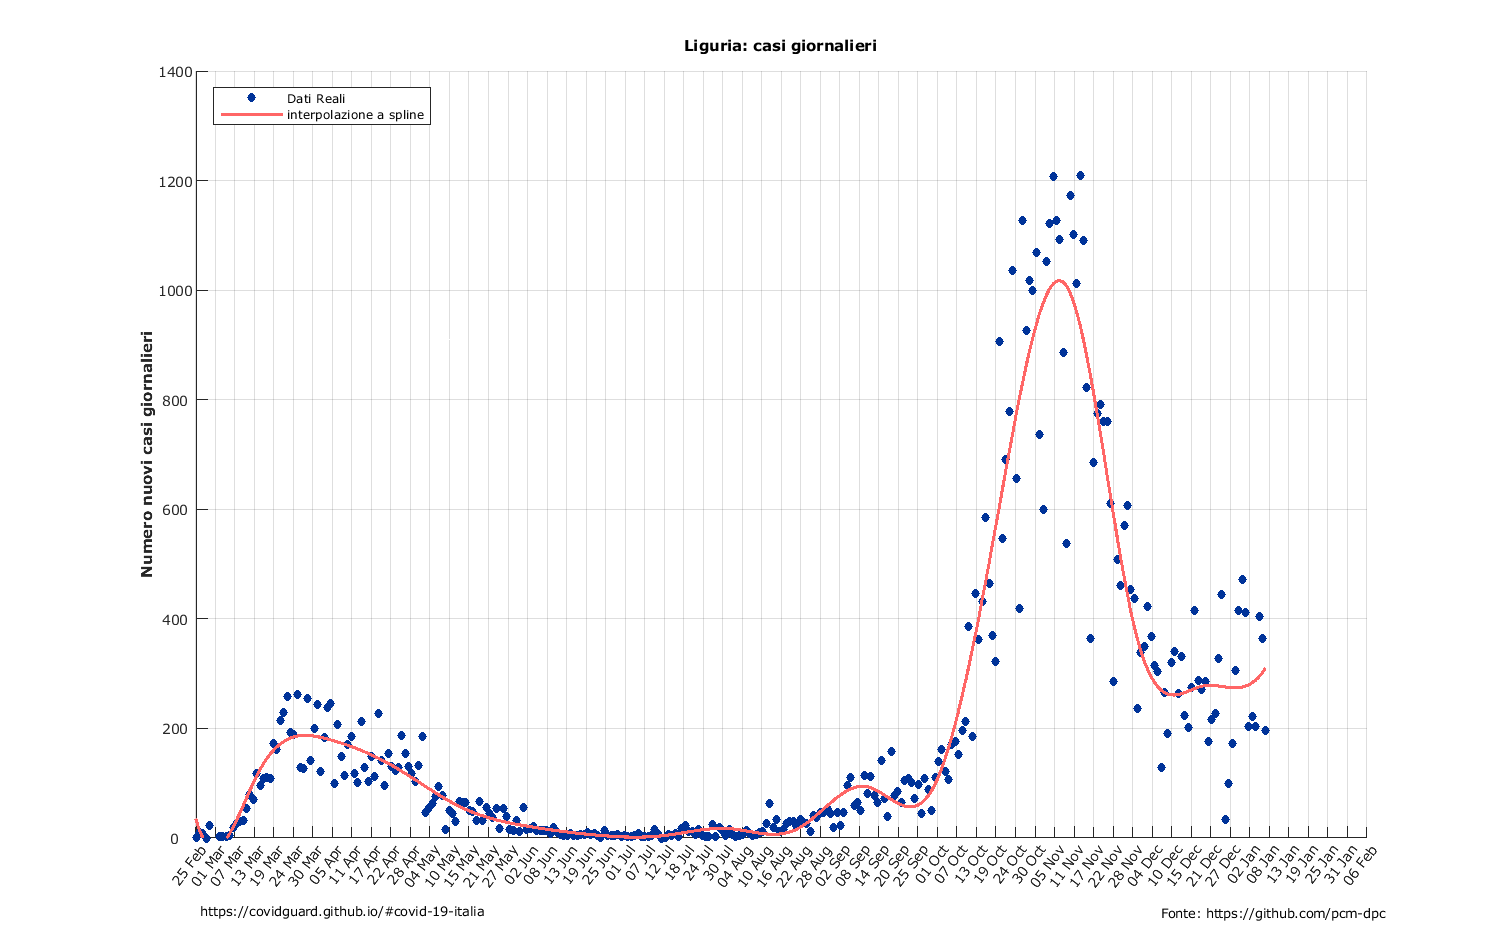 Liguria: casi giornalieri
Dati Reali
interpolazione a spline
Numero nuovi casi giornalieri
1400
1200
1000
800
600
400
200
0
25 Feb
01 Mar
07 Mar
13 Mar
19 Mar
24 Mar
30 Mar
05 Apr
11 Apr
17 Apr
22 Apr
28 Apr
04 May
10 May
15 May
21 May
27 May
02 Jun
08 Jun
13 Jun
19 Jun
25 Jun
01 Jul
07 Jul
12 Jul
18 Jul
24 Jul
30 Jul
04 Aug
10 Aug
16 Aug
22 Aug
28 Aug
02 Sep
08 Sep
14 Sep
20 Sep
25 Sep
01 Oct
07 Oct
13 Oct
19 Oct
24 Oct
30 Oct
05 Nov
11 Nov
17 Nov
22 Nov
28 Nov
04 Dec
10 Dec
15 Dec
21 Dec
27 Dec
02 Jan
08 Jan
13 Jan
19 Jan
25 Jan
31 Jan
06 Feb
https://covidguard.github.io/#covid-19-italia
Fonte: https://github.com/pcm-dpc